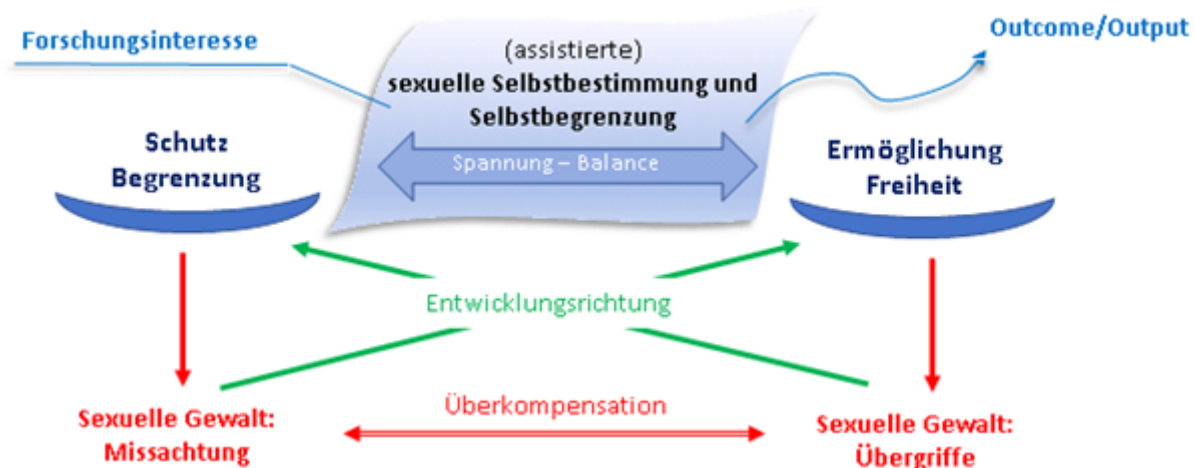 Forschungsinteresse
(assistierte)
sexuelle Selbstbestimmung und
Selbstbegrenzung
Outcome/Output
Schutz
Begrenzung
Spannung – Balance
Ermöglichung
Freiheit
Entwicklungsrichtung
Sexuelle Gewalt:
Missachtung
Überkompensation
Sexuelle Gewalt:
Übergriffe